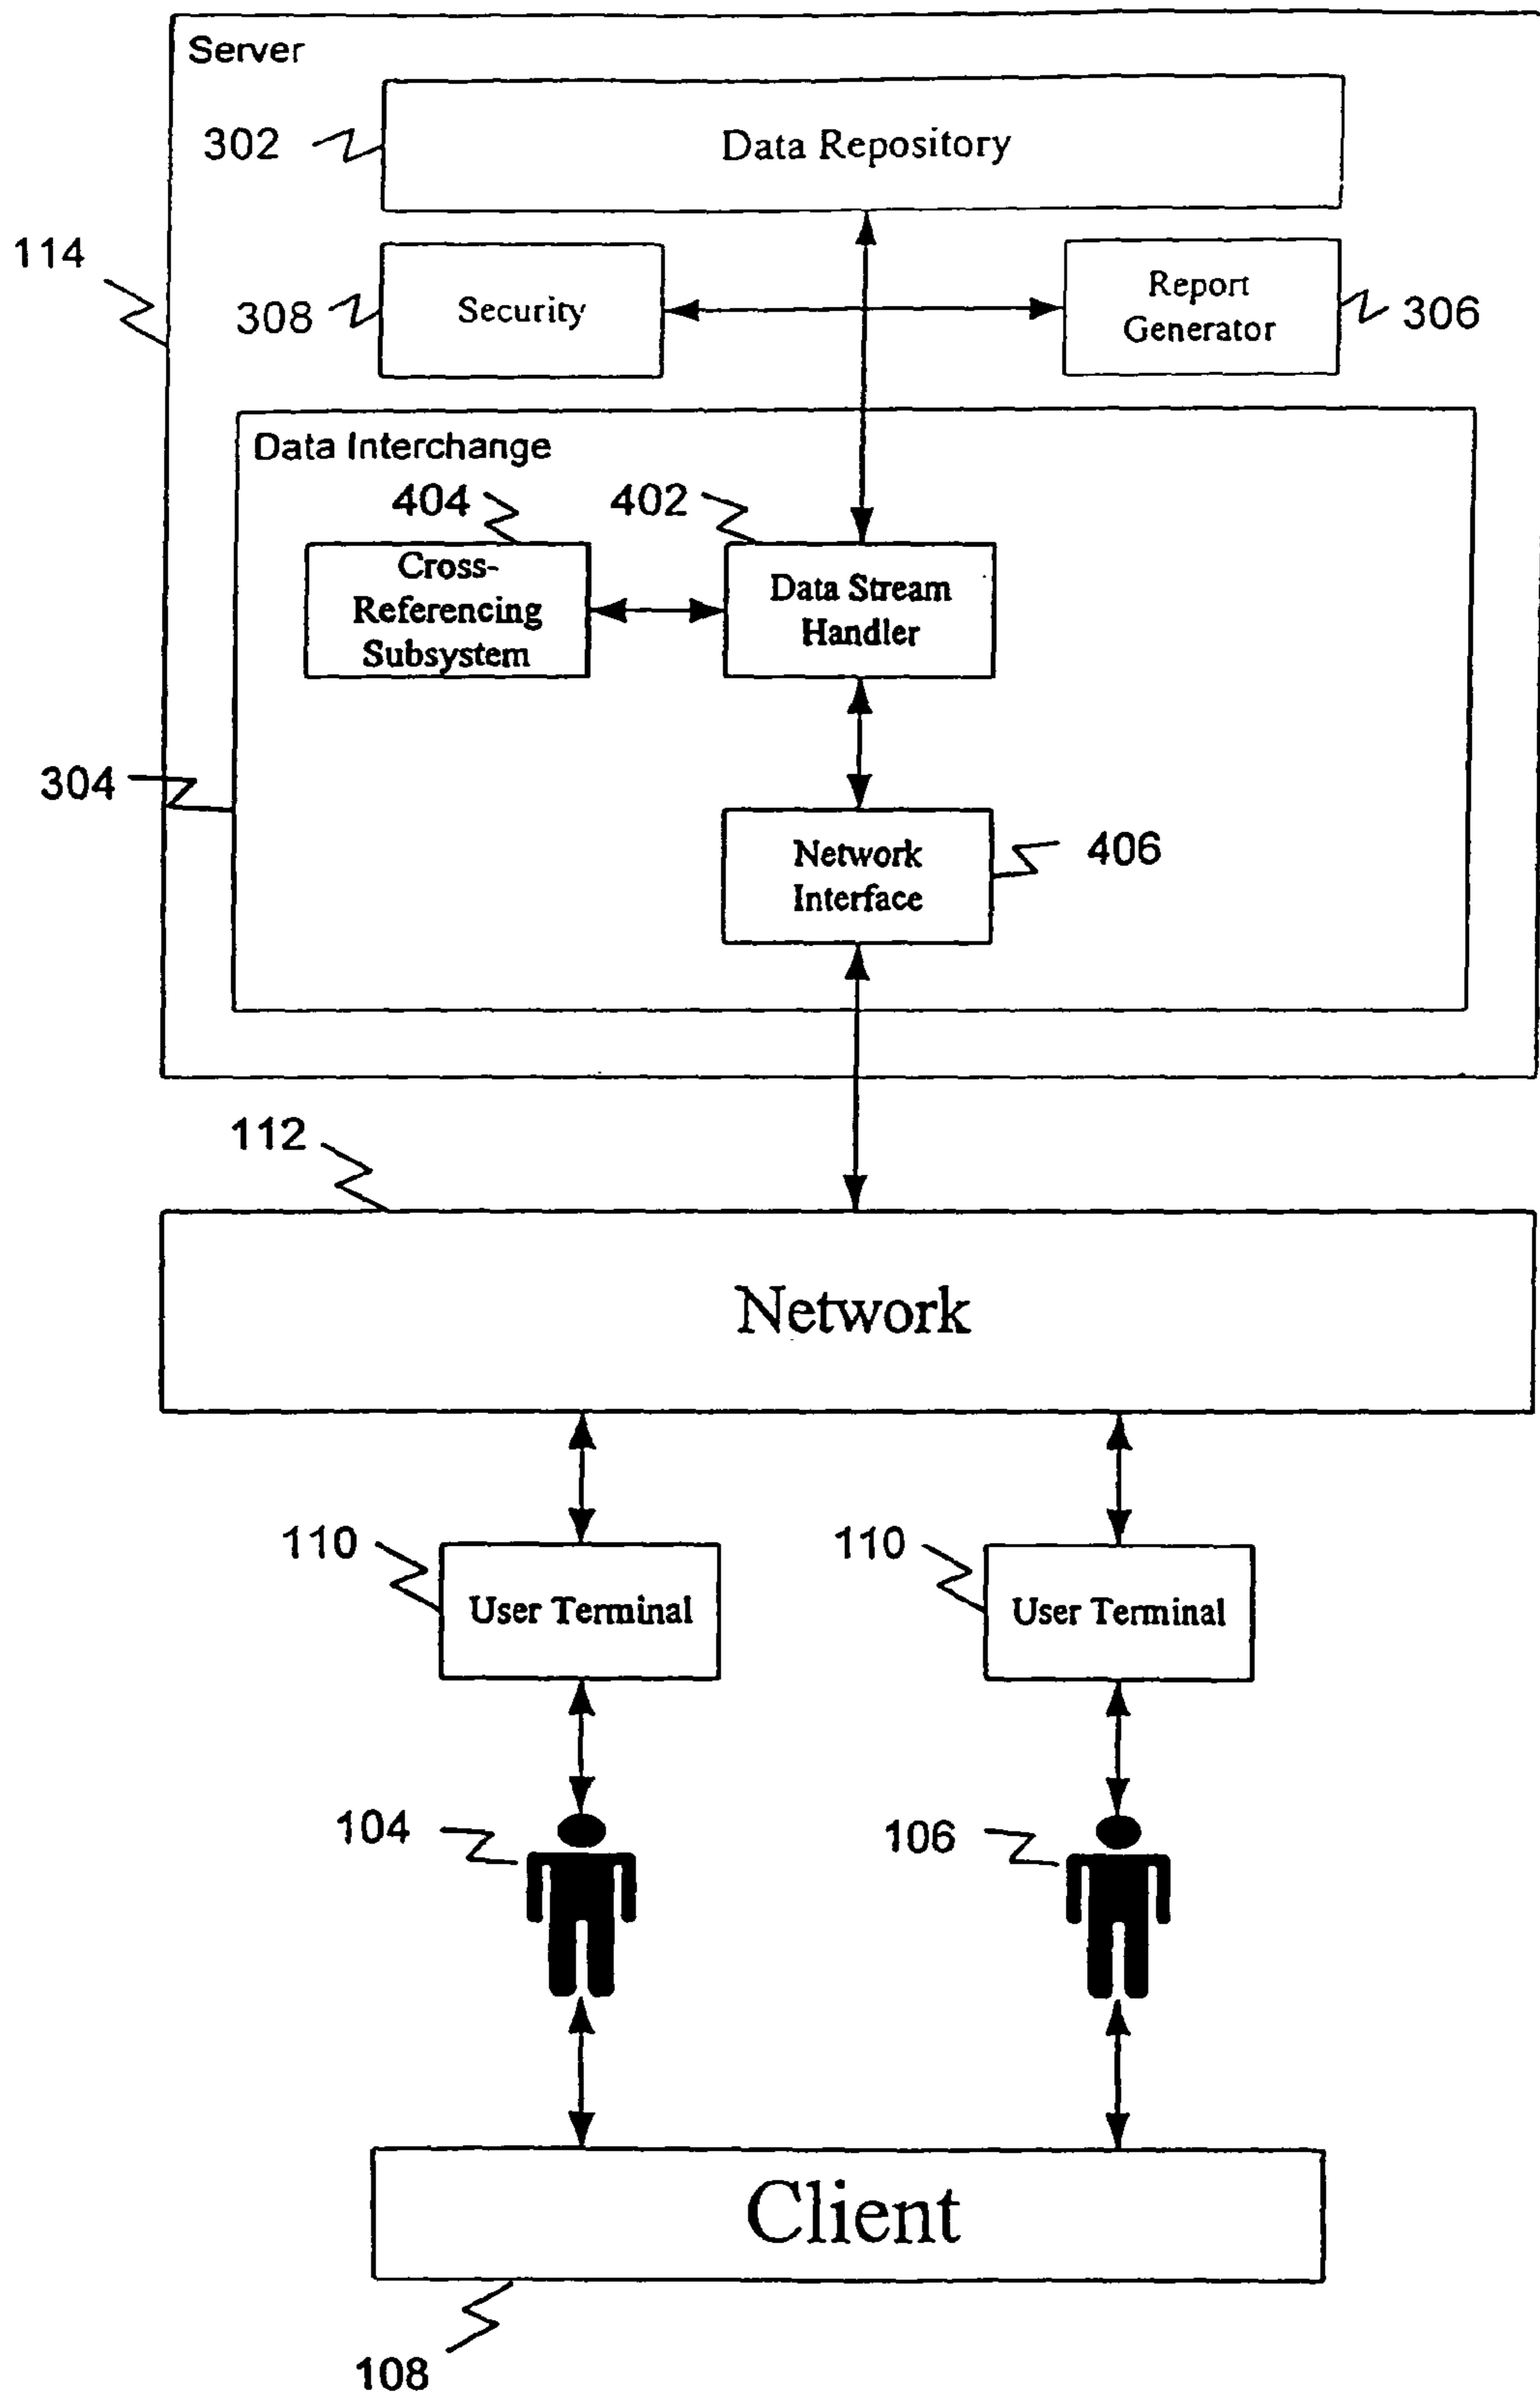 Server
302
Data Repository
114
308
Security
Report
Generator
306
Data Interchange
404
402
Cross-
Referencing
Subsystem
Data Stream
Handler
304
Network
Interface
406
112
Network
110
User Terminal
110
User Terminal
104
106
Client
108